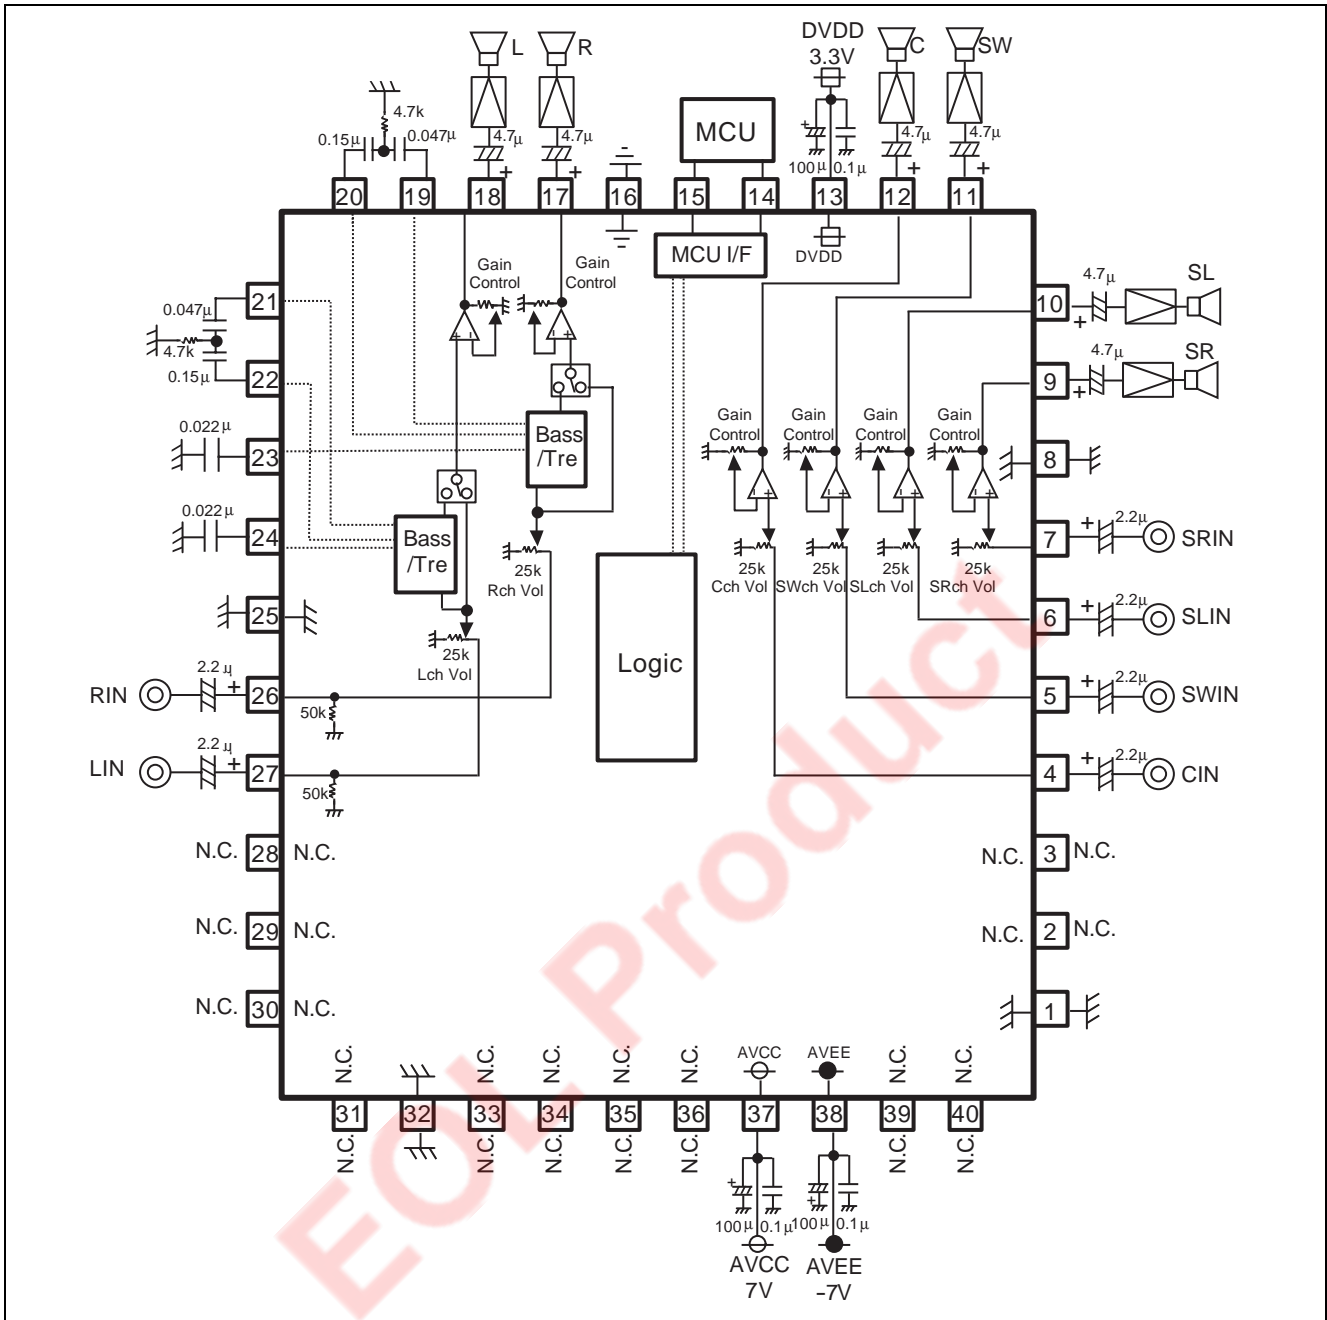 L
R
DVDD
3.3V
C
SW
4.7k
0.15μ
0.047μ
4.7μ
4.7μ
MCU
100μ
0.1μ
4.7μ
4.7μ
20
19
18
17
16
15
14
13
12
11
MCU I/F
DVDD
Gain
Control
Gain
Control
21
0.047μ
4.7k
0.15μ
22
10
4.7μ
SL
9
4.7μ
SR
0.022μ
23
Bass
/Tre
Gain
Control
Gain
Control
Gain
Control
Gain
Control
8
0.022μ
24
Bass
/Tre
25k
Rch Vol
25k
Cch Vol
25k
SWch Vol
25k
SLch Vol
25k
SRch Vol
7
2.2μ
SRIN
25
25k
Lch Vol
Logic
6
2.2μ
SLIN
RIN
2.2μ
26
50k
5
2.2μ
SWIN
LIN
2.2μ
27
50k
4
2.2μ
CIN
N.C.
28
N.C.
N.C.
3
N.C.
N.C.
29
N.C.
N.C.
2
N.C.
N.C.
30
N.C.
1
N.C.
N.C.
N.C.
N.C.
N.C.
AVCC
AVEE
N.C.
N.C.
31
32
33
34
35
36
37
38
39
40
N.C.
N.C.
N.C.
N.C.
N.C.
N.C.
N.C.
100μ
0.1μ
100μ
0.1μ
AVCC
7V
AVEE
-7V
EOL Product